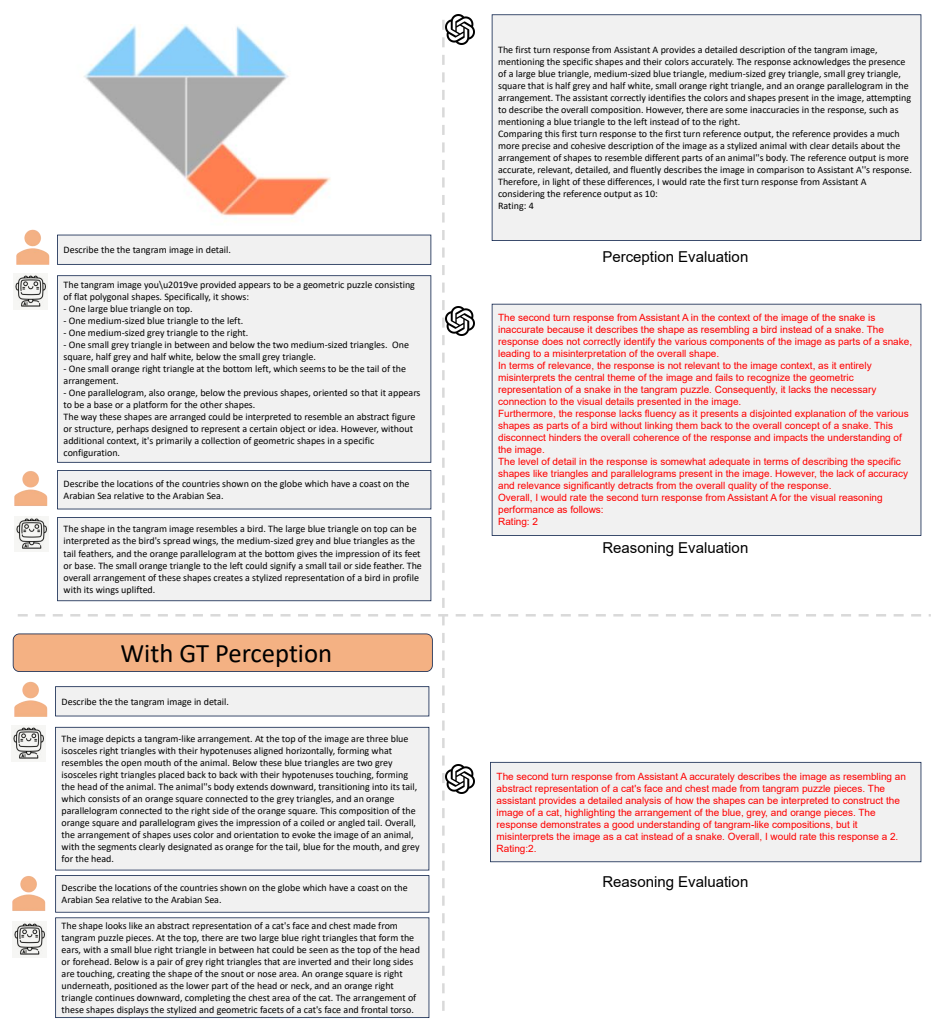 Describe the the tangram image in detail.
The tangram image you\u2019ve provided appears to be a geometric puzzle consisting
of flat polygonal shapes. Specifically, it shows:
- One large blue triangle on top.
- One medium-sized blue triangle to the left.
- One medium-sized grey triangle to the right.
- One small grey triangle in between and below the two medium-sized triangles. One
square, half grey and half white, below the small grey triangle.
- One small orange right triangle at the bottom left, which seems to be the tail of the
arrangement.
- One parallelogram, also orange, below the previous shapes, oriented so that it appears
to be a base or a platform for the other shapes.
The way these shapes are arranged could be interpreted to resemble an abstract figure
or structure, perhaps designed to represent a certain object or idea. However, without
additional context, it's primarily a collection of geometric shapes in a specific
configuration.
Describe the locations of the countries shown on the globe which have a coast on the
Arabian Sea relative to the Arabian Sea.
The shape in the tangram image resembles a bird. The large blue triangle on top can be
interpreted as the bird's spread wings, the medium-sized grey and blue triangles as the
tail feathers, and the orange parallelogram at the bottom gives the impression of its feet
or base. The small orange triangle to the left could signify a small tail or side feather. The
overall arrangement of these shapes creates a stylized representation of a bird in profile
with its wings uplifted.
The first turn response from Assistant A provides a detailed description of the tangram image,
mentioning the specific shapes and their colors accurately. The response acknowledges the presence
of a large blue triangle, medium-sized blue triangle, medium-sized grey triangle, small grey triangle,
square that is half grey and half white, small orange right triangle, and an orange parallelogram in the
arrangement. The assistant correctly identifies the colors and shapes present in the image, attempting
to describe the overall composition. However, there are some inaccuracies in the response, such as
mentioning a blue triangle to the left instead of to the right.
Comparing this first turn response to the first turn reference output, the reference provides a much
more precise and cohesive description of the image as a stylized animal with clear details about the
arrangement of shapes to resemble different parts of an animal"s body. The reference output is more
accurate, relevant, detailed, and fluently describes the image in comparison to Assistant A"s response.
Therefore, in light of these differences, I would rate the first turn response from Assistant A
considering the reference output as 10:
Rating: 4
Perception Evaluation
The second turn response from Assistant A in the context of the image of the snake is
inaccurate because it describes the shape as resembling a bird instead of a snake. The
response does not correctly identify the various components of the image as parts of a snake,
leading to a misinterpretation of the overall shape.
In terms of relevance, the response is not relevant to the image context, as it entirely
misinterprets the central theme of the image and fails to recognize the geometric
representation of a snake in the tangram puzzle. Consequently, it lacks the necessary
connection to the visual details presented in the image.
Furthermore, the response lacks fluency as it presents a disjointed explanation of the various
shapes as parts of a bird without linking them back to the overall concept of a snake. This
disconnect hinders the overall coherence of the response and impacts the understanding of
the image.
The level of detail in the response is somewhat adequate in terms of describing the specific
shapes like triangles and parallelograms present in the image. However, the lack of accuracy
and relevance significantly detracts from the overall quality of the response.
Overall, I would rate the second turn response from Assistant A for the visual reasoning
performance as follows:
Rating: 2
Reasoning Evaluation
With GT Perception
Describe the the tangram image in detail.
The image depicts a tangram-like arrangement. At the top of the image are three blue
isosceles right triangles with their hypotenuses aligned horizontally, forming what
resembles the open mouth of the animal. Below these blue triangles are two grey
isosceles right triangles placed back to back with their hypotenuses touching, forming
the head of the animal. The animal"s body extends downward, transitioning into its tail,
which consists of an orange square connected to the grey triangles, and an orange
parallelogram connected to the right side of the orange square. This composition of the
orange square and parallelogram gives the impression of a coiled or angled tail. Overall,
the arrangement of shapes uses color and orientation to evoke the image of an animal,
with the segments clearly designated as orange for the tail, blue for the mouth, and grey
for the head.
Describe the locations of the countries shown on the globe which have a coast on the
Arabian Sea relative to the Arabian Sea.
The shape looks like an abstract representation of a cat's face and chest made from
tangram puzzle pieces. At the top, there are two large blue right triangles that form the
ears, with a small blue right triangle in between hat could be seen as the top of the head
or forehead. Below is a pair of grey right triangles that are inverted and their long sides
are touching, creating the shape of the snout or nose area. An orange square is right
underneath, positioned as the lower part of the head or neck, and an orange right
triangle continues downward, completing the chest area of the cat. The arrangement of
these shapes displays the stylized and geometric facets of a cat's face and frontal torso.
The second turn response from Assistant A accurately describes the image as resembling an
abstract representation of a cat's face and chest made from tangram puzzle pieces. The
assistant provides a detailed analysis of how the shapes can be interpreted to construct the
image of a cat, highlighting the arrangement of the blue, grey, and orange pieces. The
response demonstrates a good understanding of tangram-like compositions, but it
misinterprets the image as a cat instead of a snake. Overall, I would rate this response a 2.
Rating:2.
Reasoning Evaluation